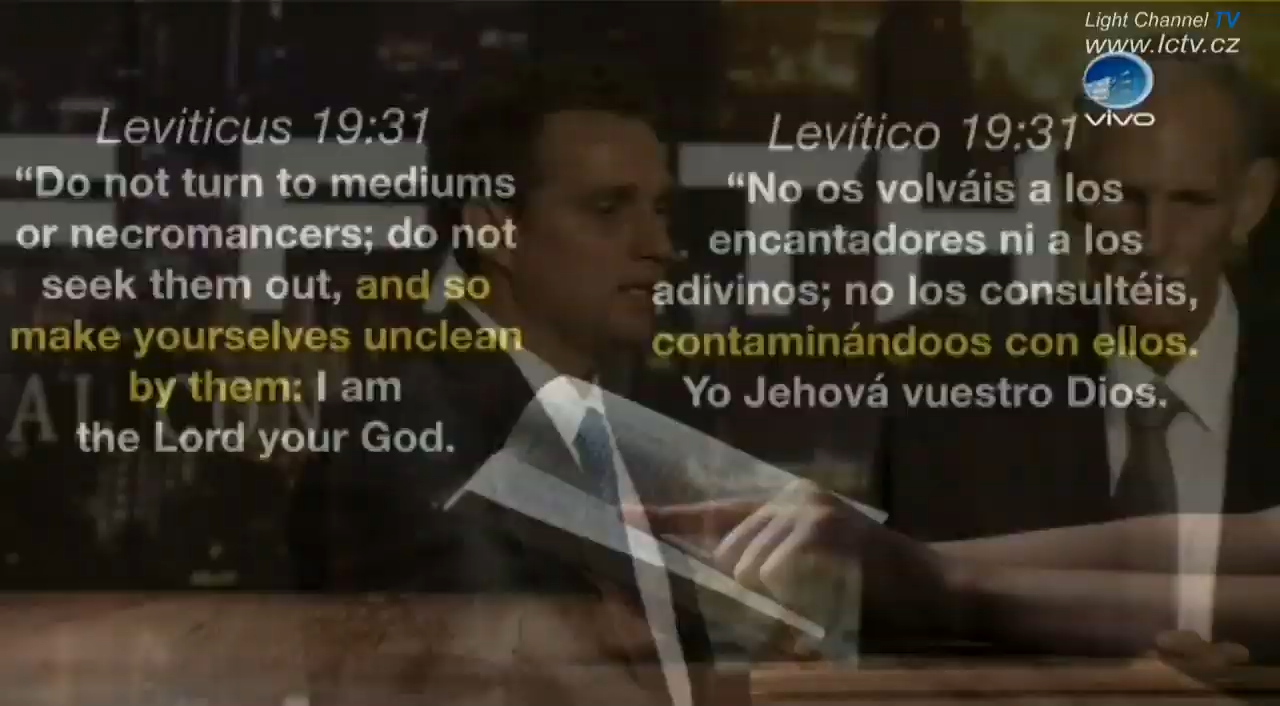 Light Channel TV
www.lctv.cz
vivo
Leviticus 19:31
“Do not turn to mediums
or necromancers; do not
seek them out, and so
make yourselves unclean
by them: I am
the Lord your God.
Levítico 19:31
“No os volváis a los
encantadores ni a los
adivinos; no los consultéis,
contaminándoos con ellos.
Yo Jehová vuestro Dios.